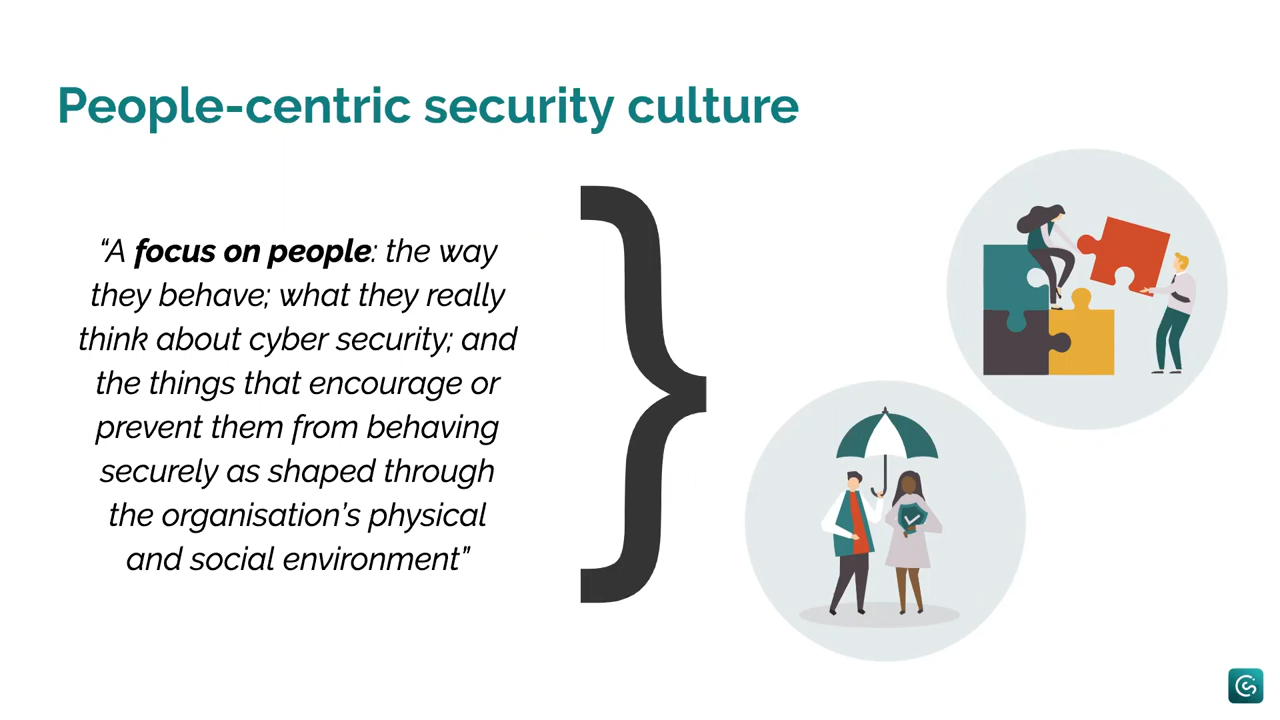 People-centric security culture
“A focus on people: the way
they behave; what they really
think about cyber security; and
the things that encourage or
prevent them from behaving
securely as shaped through
the organisation’s physical
and social environment”